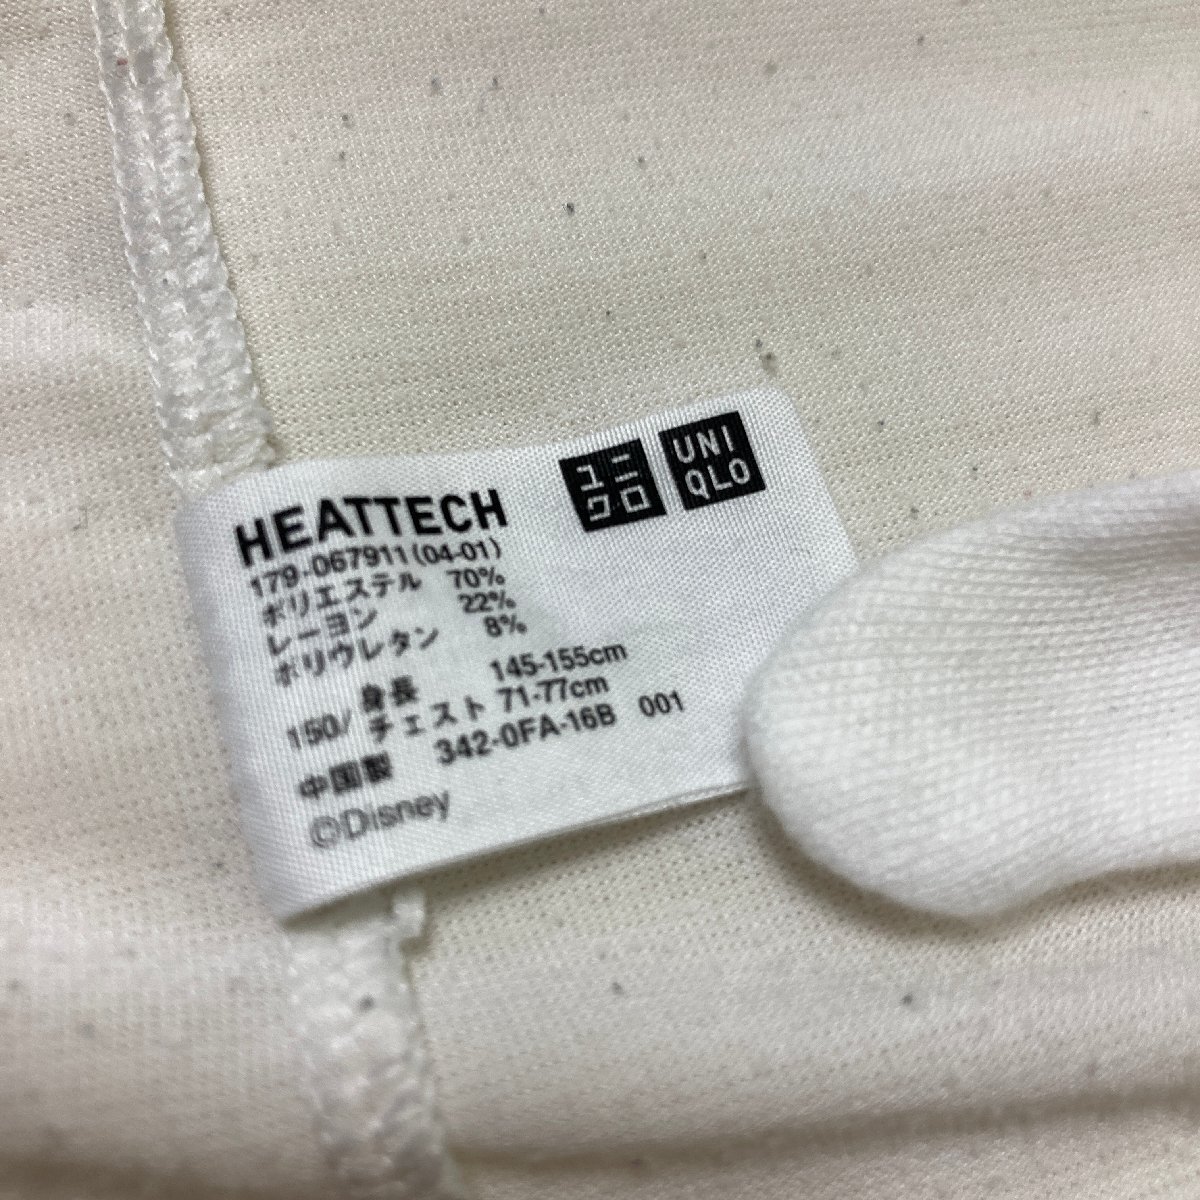 ユニ
クロ
UNI
QLO
HEATTECH
179-067911(04-01)
ポリエステル 70%
レーヨン 22%
ポリウレタン 8%
150/ 身長 145-155cm
チェスト 71-77cm
中国製 342-0FA-16B 001
©Disney